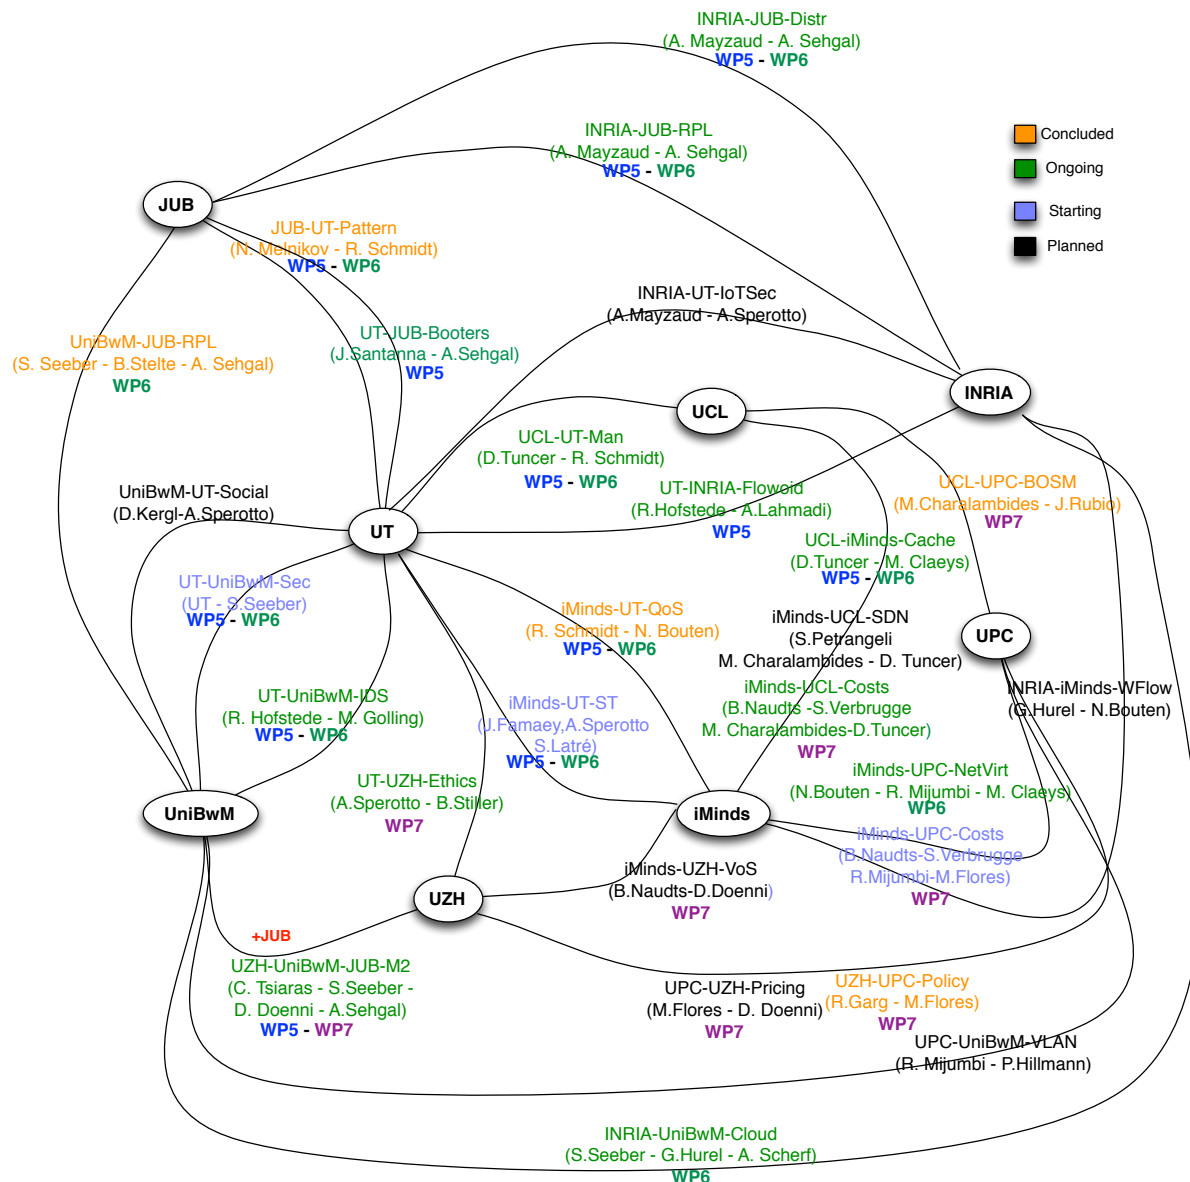 INRIA-JUB-Distr
(A. Mayzaud - A. Sehgal)
WP5 - WP6
Concluded
INRIA-JUB-RPL
(A. Mayzaud - A. Sehgal)
WP5 - WP6
Ongoing
JUB
Starting
Planned
JUB-UT-Pattern
(N. Melnikov - R. Schmidt)
WP5 - WP6
INRIA-UT-IoTSec
(A.Mayzaud - A.Sperotto)
UniBwM-JUB-RPL
(S. Seeber - B.Stelte - A. Sehgal)
WP6
UT-JUB-Booters
(J.Santanna - A.Sehgal)
WP5
INRIA
UCL
UCL-UT-Man
(D.Tuncer - R. Schmidt)
WP5 - WP6
UniBwM-UT-Social
(D.Kergl-A.Sperotto)
UT
UT-INRIA-Flowoid
(R.Hofstede - A.Lahmadi)
WP5
UCL-UPC-BOSM
(M.Charalambides - J.Rubio)
WP7
UCL-iMinds-Cache
(D.Tuncer - M. Claeys)
WP5 - WP6
UT-UniBwM-Sec
(UT - S.Seeber)
WP5 - WP6
iMinds-UT-QoS
(R. Schmidt - N. Bouten)
WP5 - WP6
iMinds-UCL-SDN
(S.Petrangeli
M. Charalambides - D. Tuncer)
UPC
UT-UniBwM-IDS
(R. Hofstede - M. Golling)
WP5 - WP6
iMinds-UT-ST
(J.Famaey,A.Sperotto
S.Latré)
WP5 - WP6
iMinds-UCL-Costs
(B.Naudts -S.Verbrugge
M. Charalambides-D.Tuncer)
WP7
INRIA-iMinds-WFlow
(G.Hurel - N.Bouten)
UT-UZH-Ethics
(A.Sperotto - B.Stiller)
WP7
iMinds-UPC-NetVirt
(N.Bouten - R. Mijumbi - M. Claeys)
WP6
UniBwM
iMinds
iMinds-UPC-Costs
(B.Naudts-S.Verbrugge
R.Mijumbi-M.Flores)
WP7
iMinds-UZH-VoS
(B.Naudts-D.Doenni)
WP7
UZH
+JUB
UZH-UniBwM-JUB-M2
(C. Tsiaras - S.Seeber -
D. Doenni - A.Sehgal)
WP5 - WP7
UPC-UZH-Pricing
(M.Flores - D. Doenni)
WP7
UZH-UPC-Policy
(R.Garg - M.Flores)
WP7
UPC-UniBwM-VLAN
(R. Mijumbi - P.Hillmann)
INRIA-UniBwM-Cloud
(S.Seeber - G.Hurel - A. Scherf)
WP6